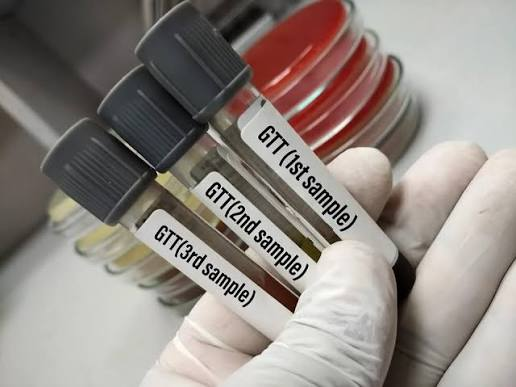 GTT (1st sample)
GTT(2nd sample)
GTT(3rd sample)